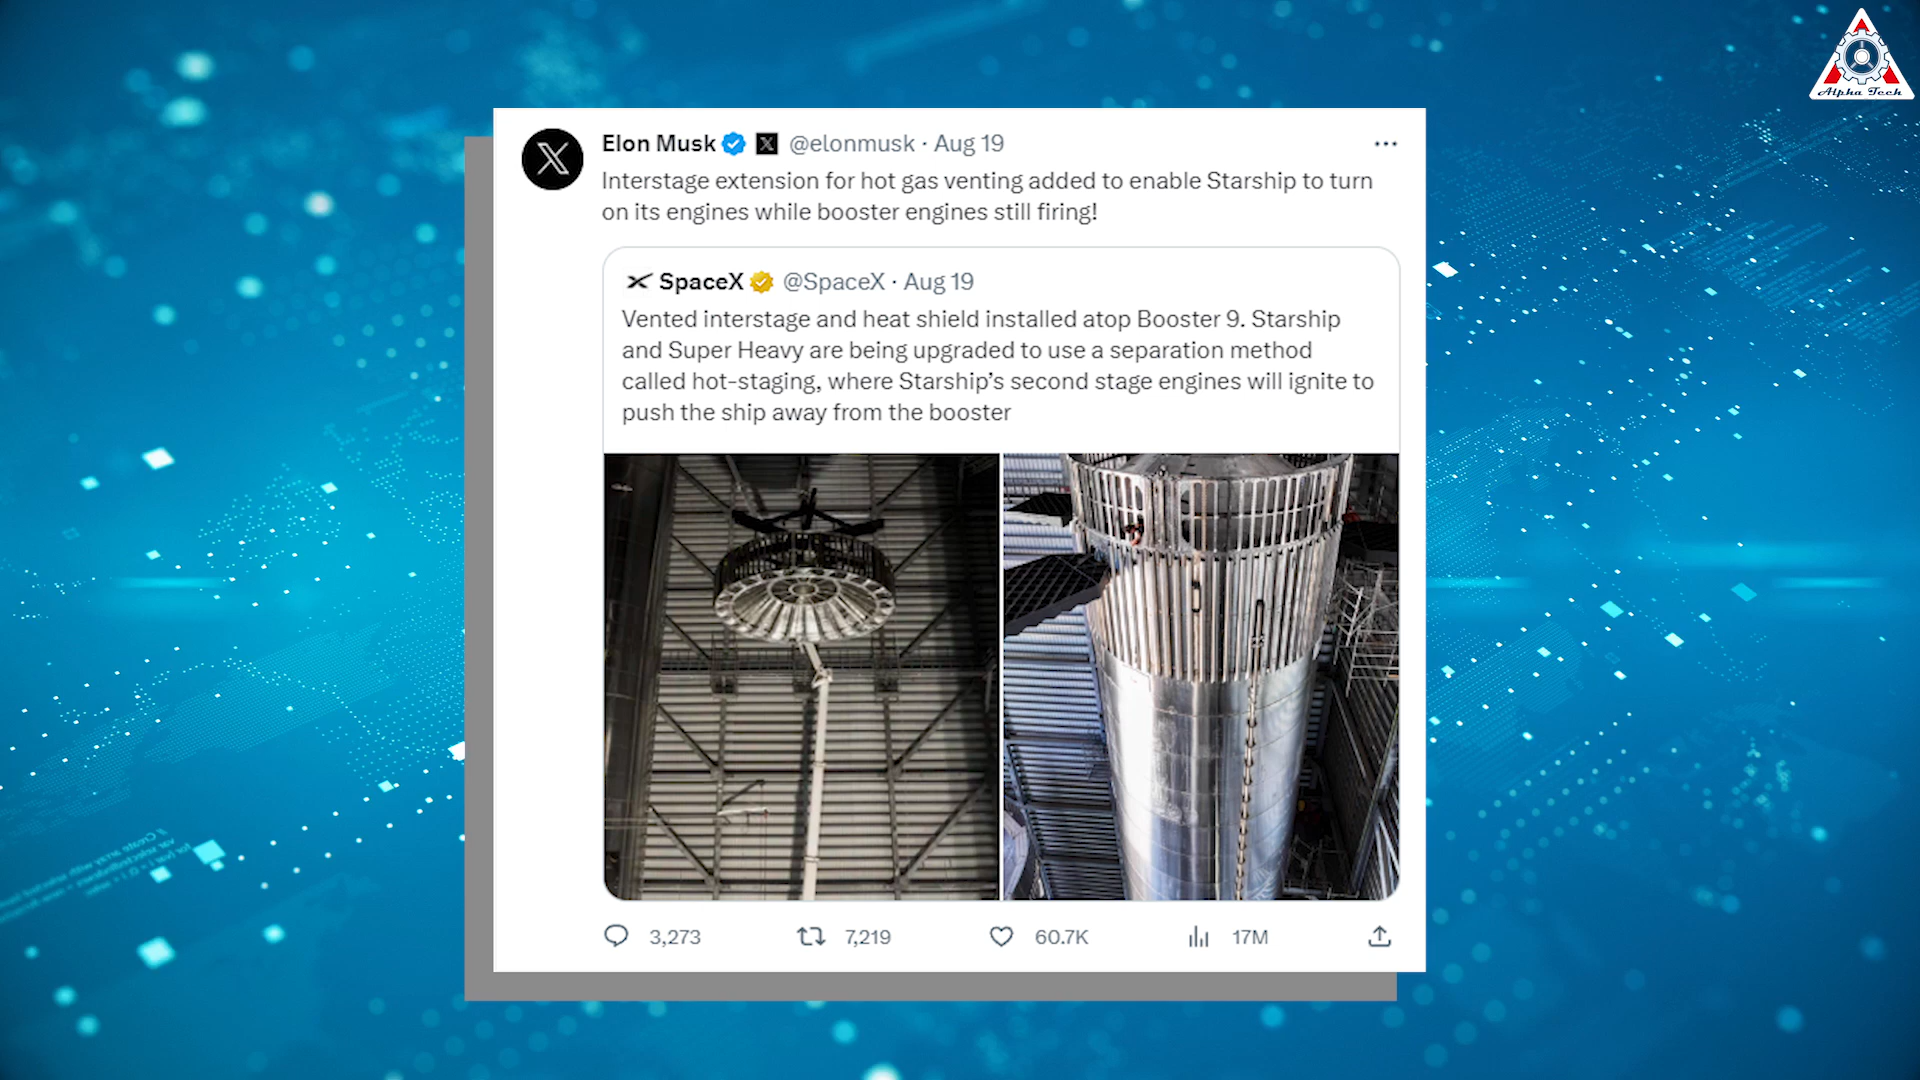 Alpha Tech
Elon Musk @elonmusk · Aug 19
Interstage extension for hot gas venting added to enable Starship to turn
on its engines while booster engines still firing!
SpaceX @SpaceX · Aug 19
Vented interstage and heat shield installed atop Booster 9. Starship
and Super Heavy are being upgraded to use a separation method
called hot-staging, where Starship’s second stage engines will ignite to
push the ship away from the booster
3,273 7,219 60.7K 17M